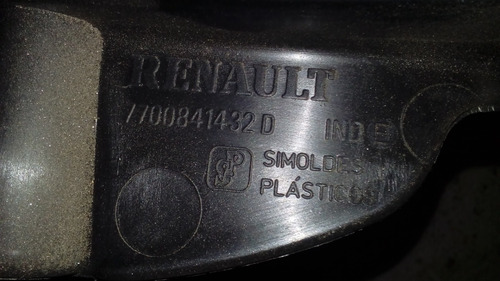 RENAULT
7700841432 D IND E
SIMOLDES
PLÁSTICOS